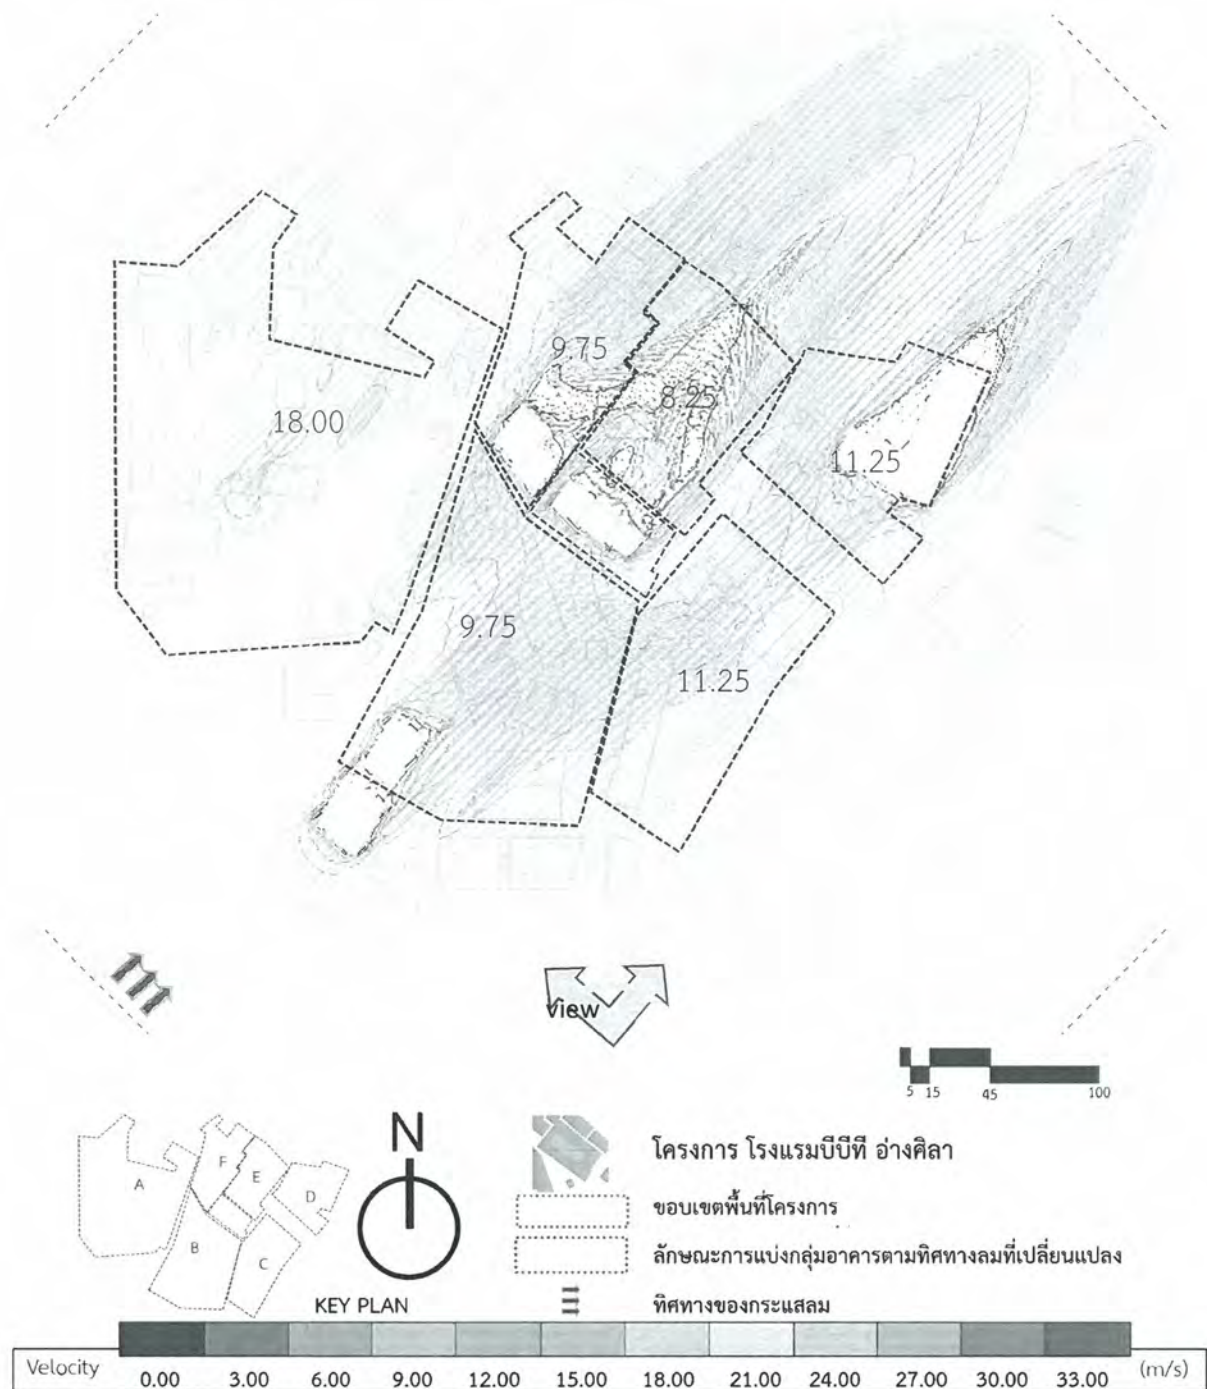 9.75
8.25
18.00
11.25
9.75
11.25
view
5 15 45 100
N
A F E D B C
KEY PLAN
โครงการ โรงแรมบีบีที อ่างศิลา
ขอบเขตพื้นที่โครงการ
ลักษณะการแบ่งกลุ่มอาคารตามทิศทางลมที่เปลี่ยนแปลง
ทิศทางของกระแสลม
Velocity 0.00 3.00 6.00 9.00 12.00 15.00 18.00 21.00 24.00 27.00 30.00 33.00 (m/s)